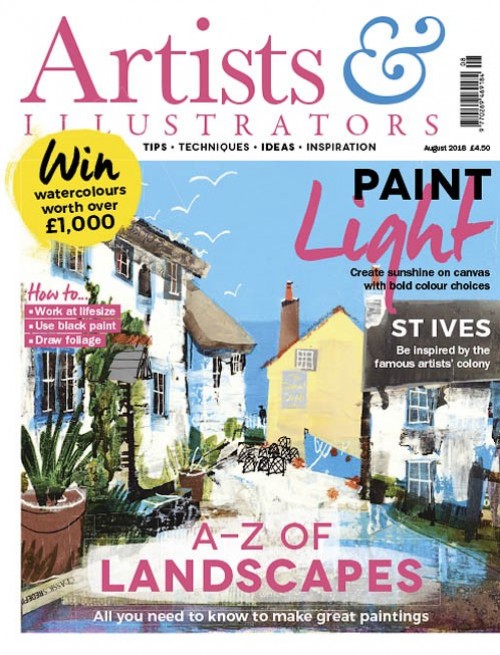 Artists &
ILLUSTRATORS
TIPS • TECHNIQUES • IDEAS • INSPIRATION
August 2018 £4.50
08
Win
watercolours
worth over
£1,000
PAINT
Light
Create sunshine on canvas
with bold colour choices
How to...
▪ Work at lifesize
▪ Use black paint
▪ Draw foliage
ST IVES
Be inspired by the
famous artists' colony
A–Z OF
LANDSCAPES
All you need to know to make great paintings